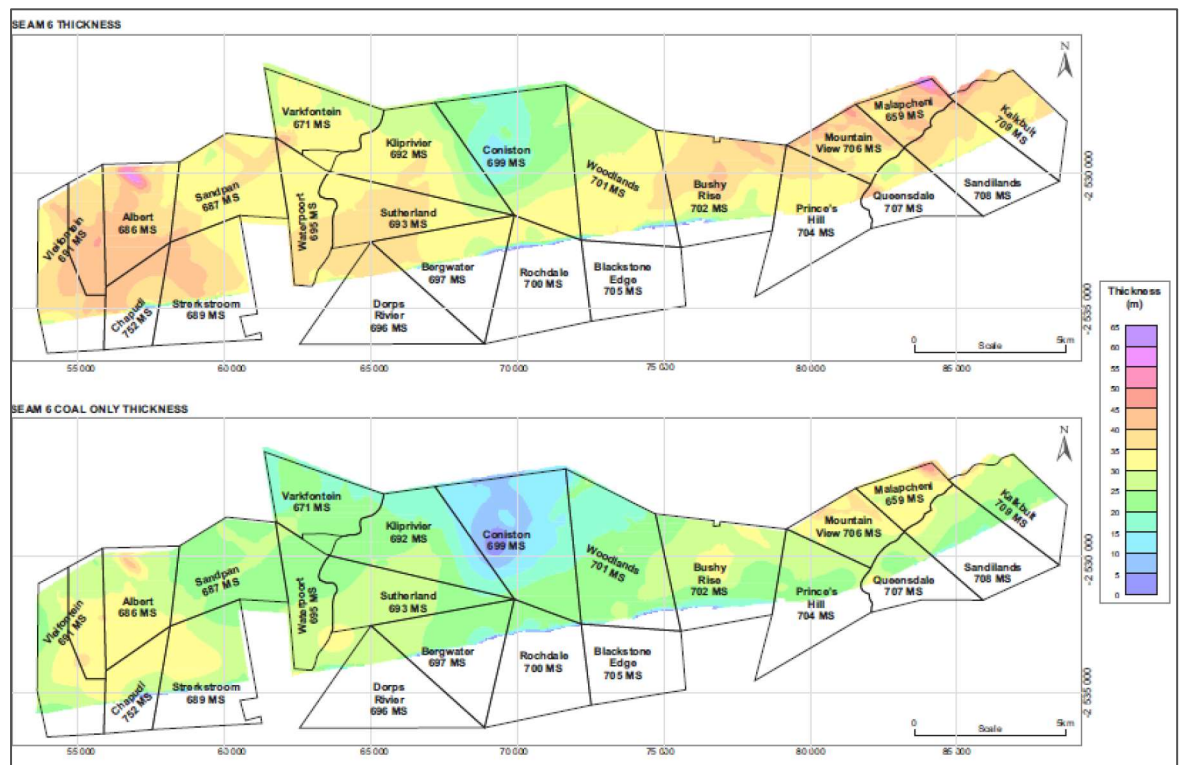 SEAM 6 THICKNESS
N
Varkfontein
671 MS
Kliprivier
692 MS
Coniston
699 MS
Woodlands
701 MS
Malapcheni
659 MS
Mountain
View 706 MS
Kalkbult
709 MS
Vleifontein
691 MS
Albert
686 MS
Sandpan
687 MS
Waterpoort
695 MS
Sutherland
693 MS
Bushy
Rise
702 MS
Prince's
Hill
704 MS
Queensdale
707 MS
Sandilands
708 MS
Chapudi
752 MS
Sterkstroom
689 MS
Bergwater
697 MS
Rochdale
700 MS
Blackstone
Edge
705 MS
Dorps
Rivier
696 MS
-2 530 000
-2 535 000
0 5km
Scale
55 000 60 000 65 000 70 000 75 000 80 000 85 000
SEAM 6 COAL ONLY THICKNESS
N
Varkfontein
671 MS
Kliprivier
692 MS
Coniston
699 MS
Woodlands
701 MS
Malapcheni
659 MS
Mountain
View 706 MS
Kalkbult
709 MS
Vleifontein
691 MS
Albert
686 MS
Sandpan
687 MS
Waterpoort
695 MS
Sutherland
693 MS
Bushy
Rise
702 MS
Prince's
Hill
704 MS
Queensdale
707 MS
Sandilands
708 MS
Chapudi
752 MS
Sterkstroom
689 MS
Bergwater
697 MS
Rochdale
700 MS
Blackstone
Edge
705 MS
Dorps
Rivier
696 MS
-2 530 000
-2 535 000
0 5km
Scale
55 000 60 000 65 000 70 000 75 000 80 000 85 000
Thickness
(m)
65
60
55
50
45
40
35
30
25
20
15
10
5
0